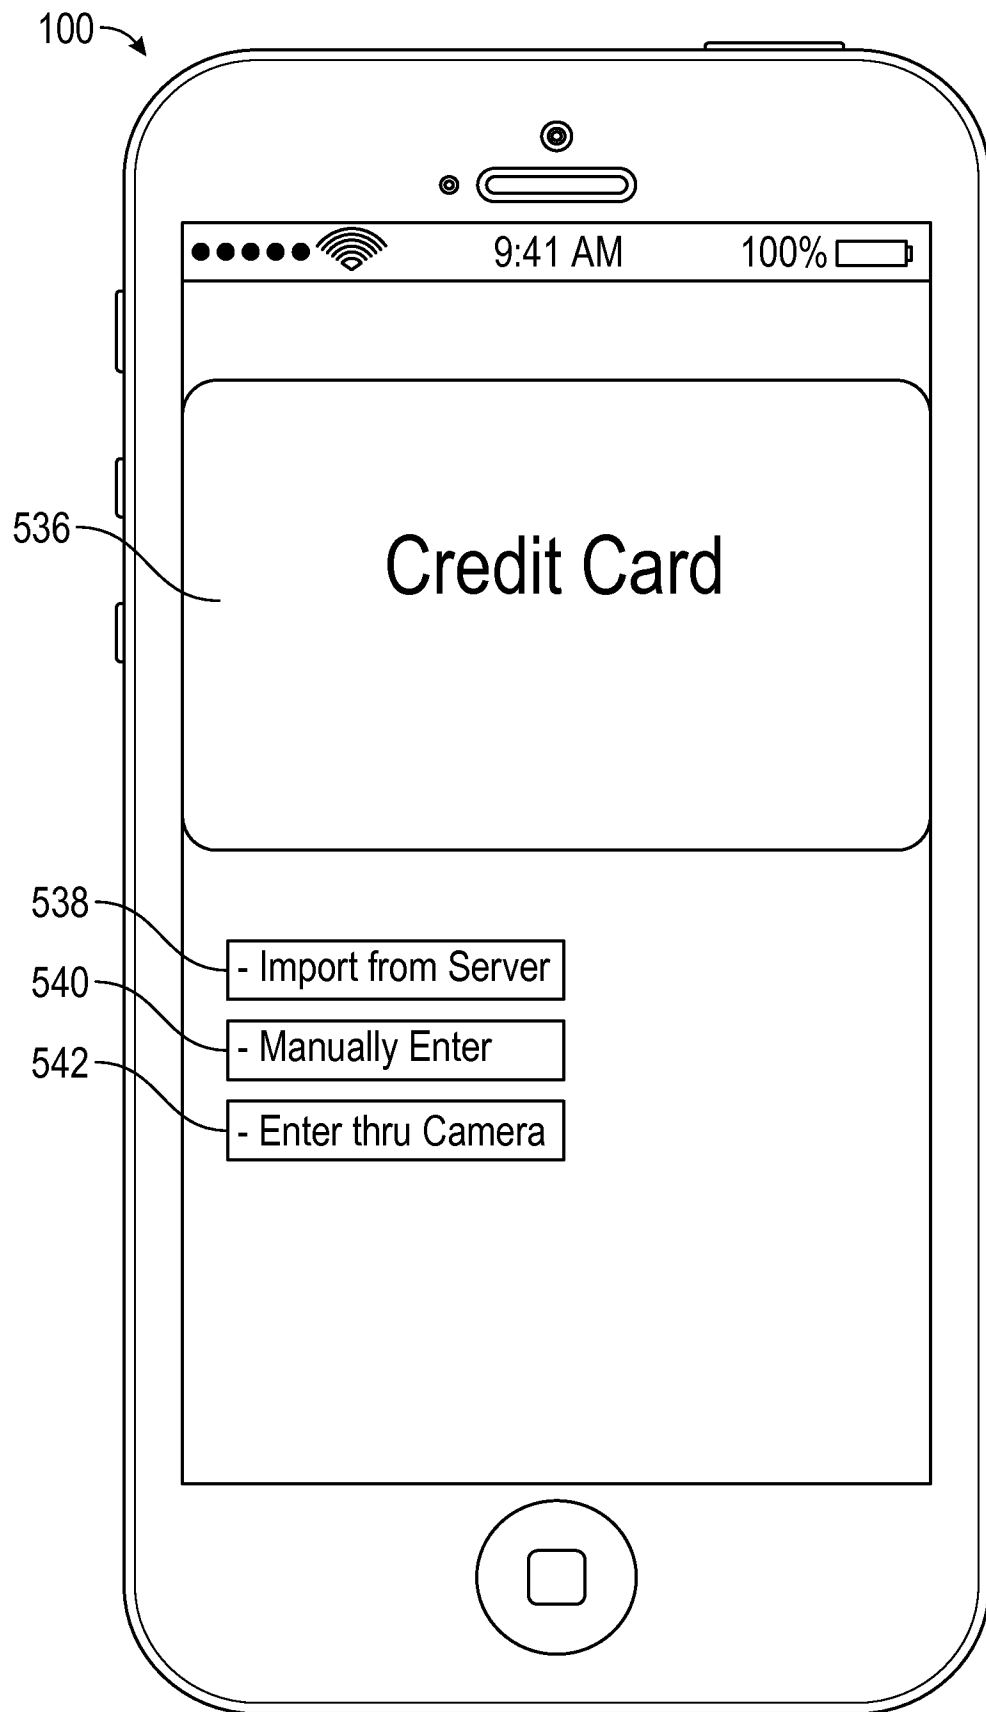 100
9:41 AM 100%
536
Credit Card
538
- Import from Server
540
- Manually Enter
542
- Enter thru Camera